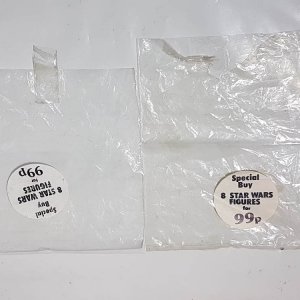 Special
Buy
8 STAR WARS
FIGURES
for
99p
Special
Buy
8 STAR WARS
FIGURES
for
99p